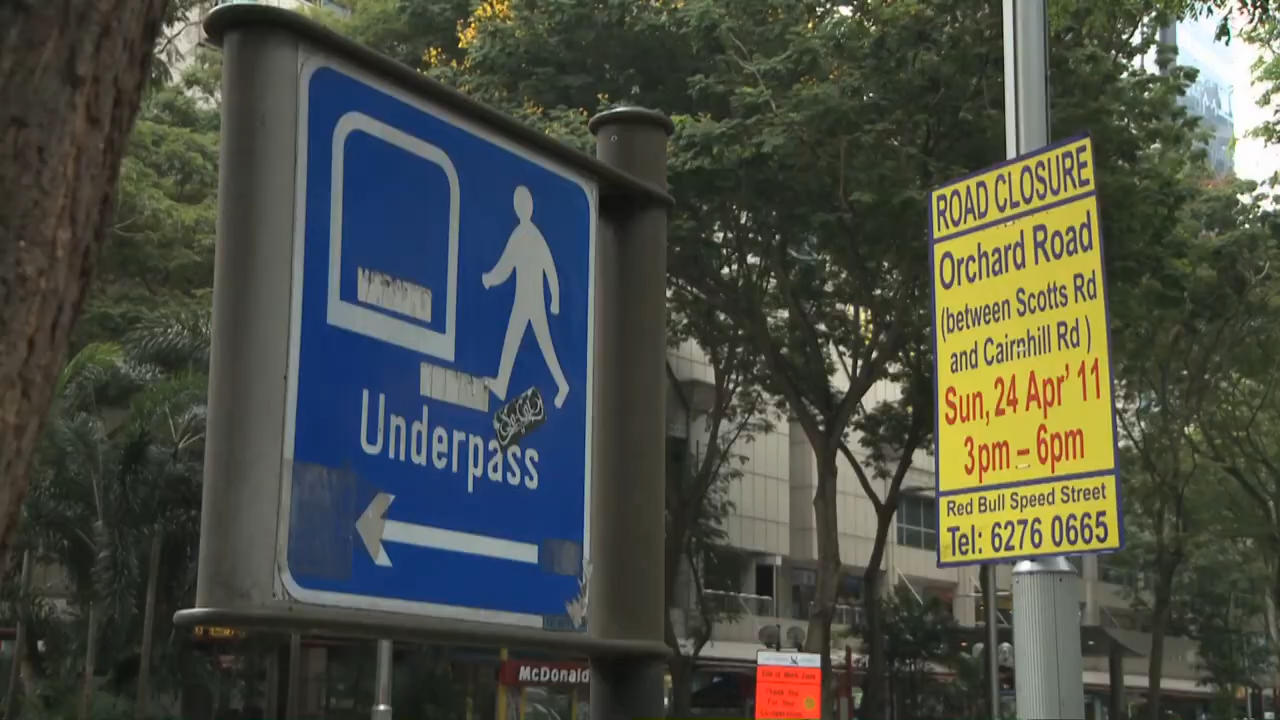 Underpass
ROAD CLOSURE
Orchard Road
(between Scotts Rd
and Cairnhill Rd )
Sun, 24 Apr' 11
3pm – 6pm
Red Bull Speed Street
Tel: 6276 0665
McDonald